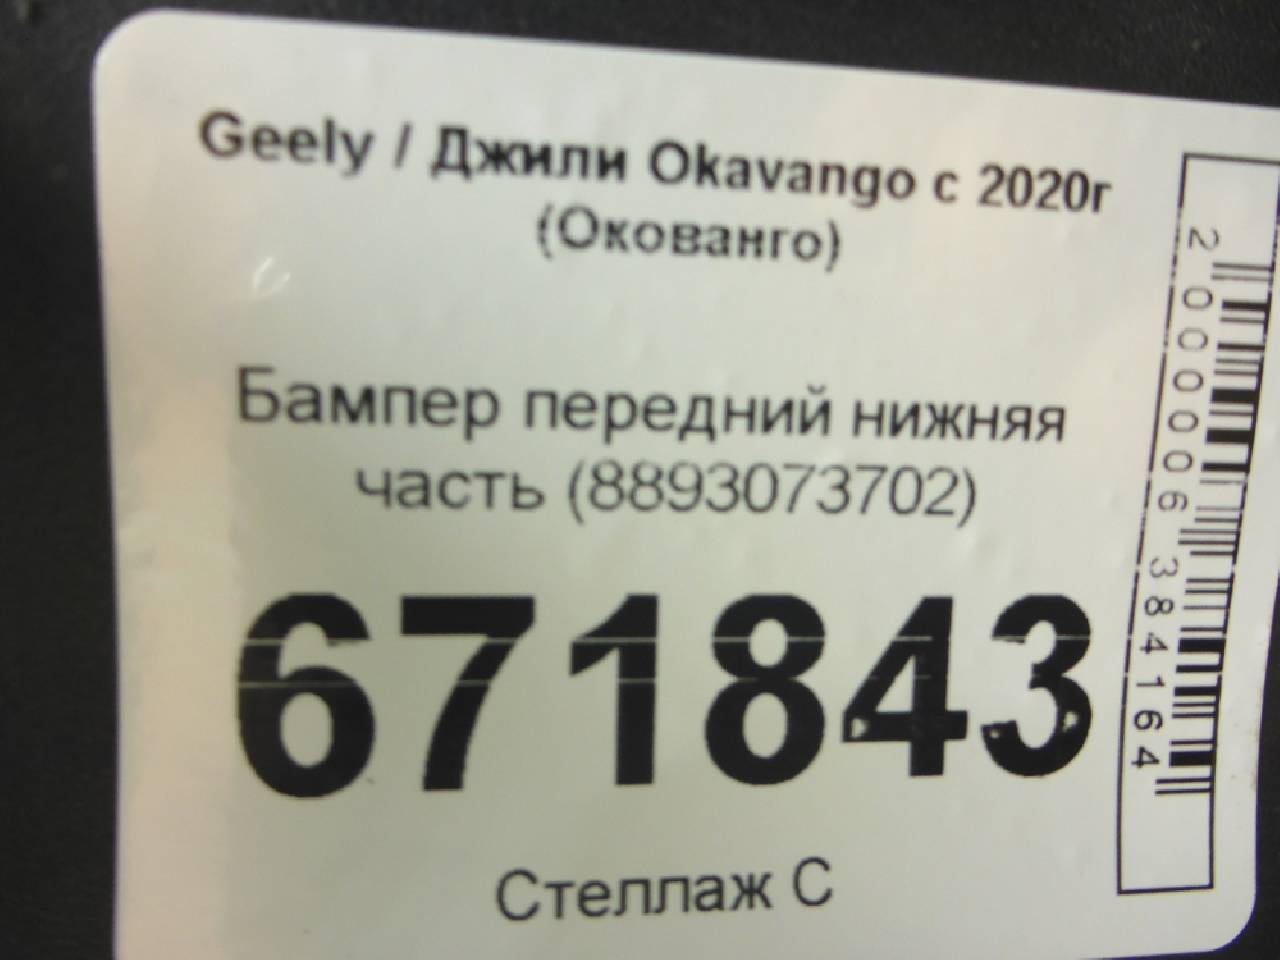 Geely / Джили Okavango с 2020г
(Окованго)
Бампер передний нижняя
часть (8893073702)
671843
Стеллаж С
2000006384164